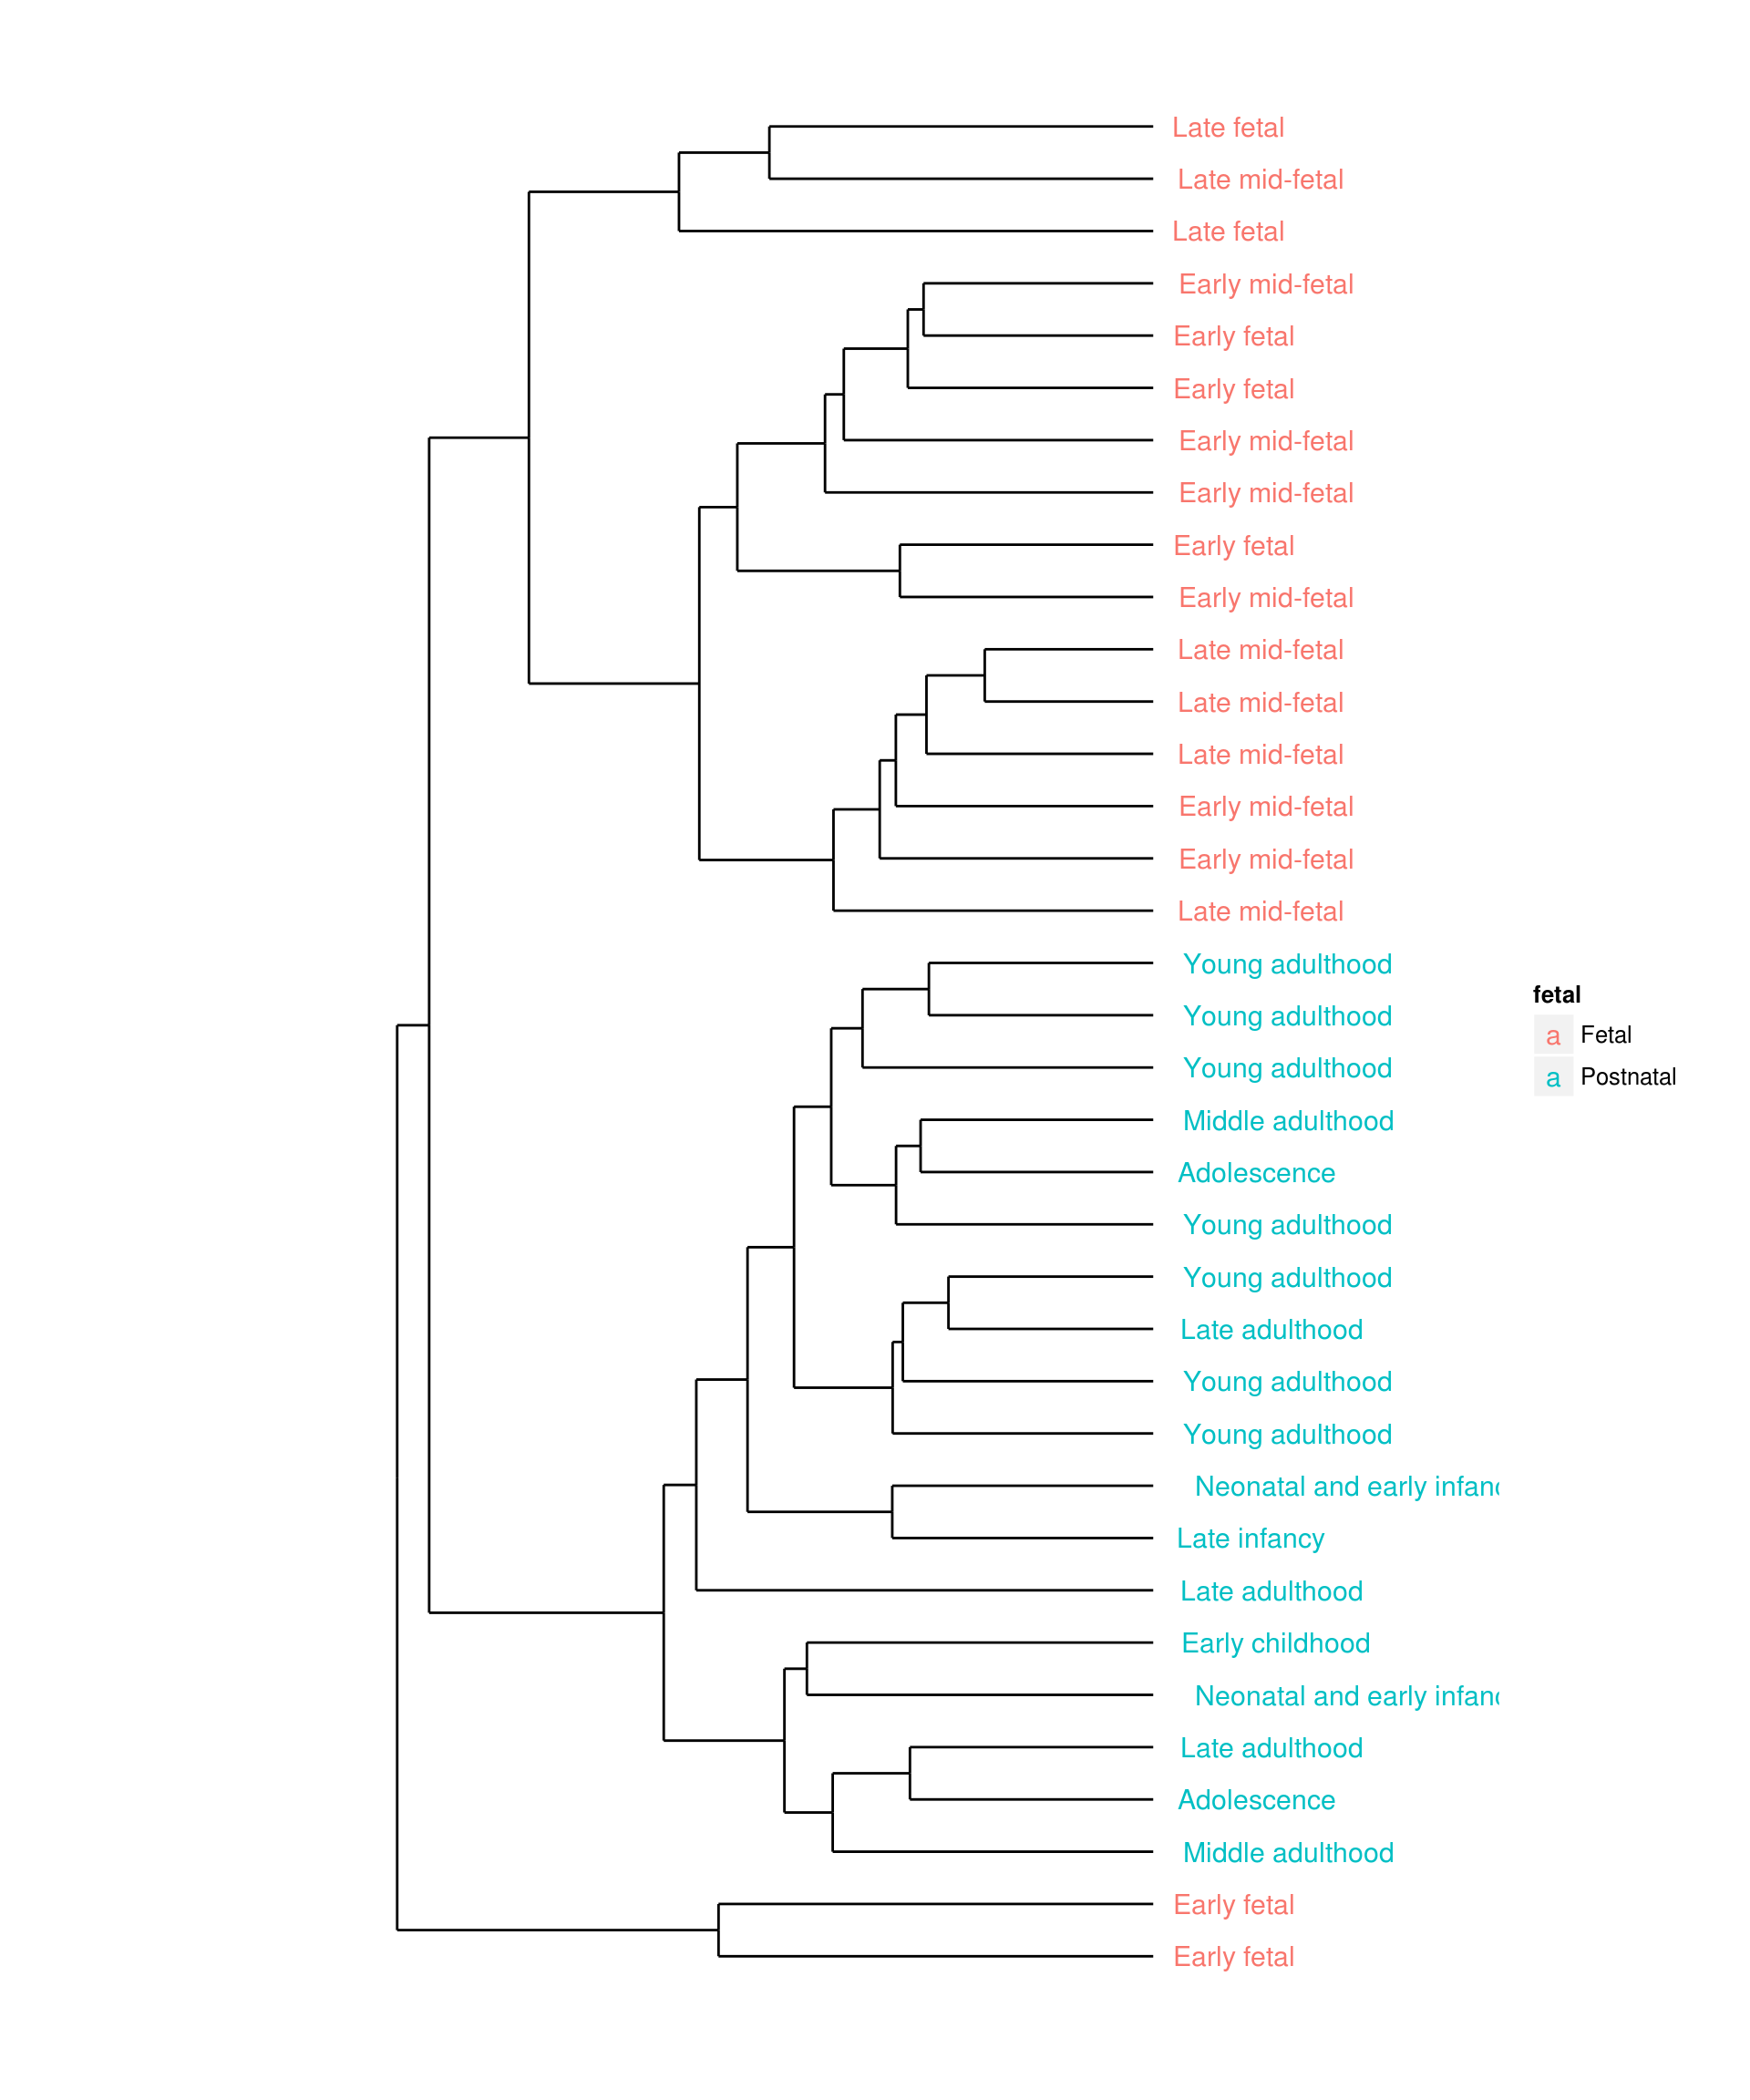 Late fetal
Late mid-fetal
Late fetal
Early mid-fetal
Early fetal
Early fetal
Early mid-fetal
Early mid-fetal
Early fetal
Early mid-fetal
Late mid-fetal
Late mid-fetal
Late mid-fetal
Early mid-fetal
Early mid-fetal
Late mid-fetal
Young adulthood
Young adulthood
Young adulthood
Middle adulthood
Adolescence
Young adulthood
Young adulthood
Late adulthood
Young adulthood
Young adulthood
Neonatal and early infanc
Late infancy
Late adulthood
Early childhood
Neonatal and early infanc
Late adulthood
Adolescence
Middle adulthood
Early fetal
Early fetal
fetal
a Fetal
a Postnatal